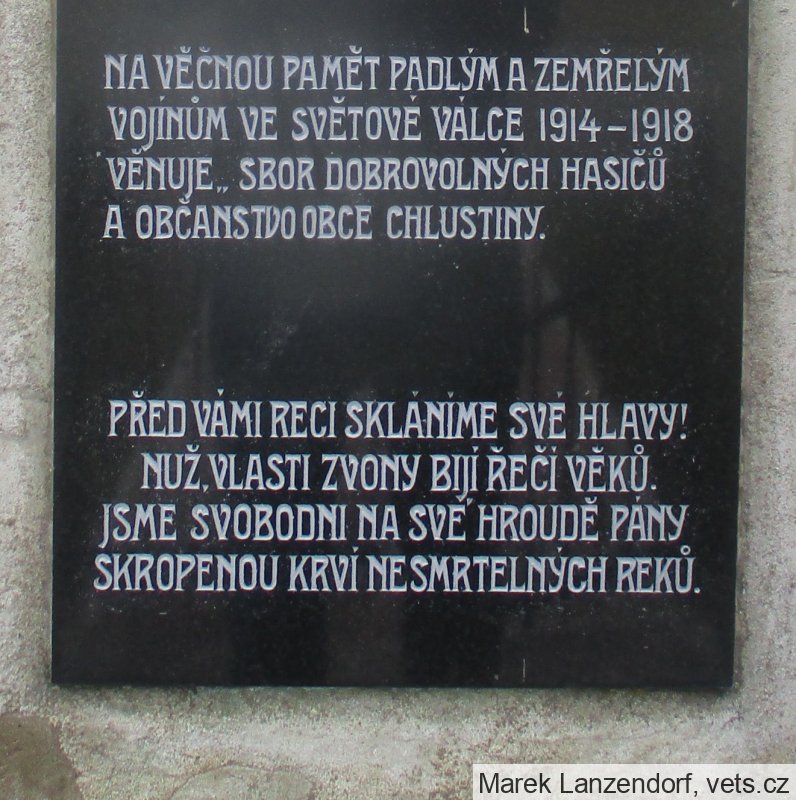 NA VĚČNOU PAMĚT PADLÝM A ZEMŘELÝM
VOJÍNŮM VE SVĚTOVÉ VÁLCE 1914-1918
VĚNUJE„ SBOR DOBROVOLNÝCH HASIČŮ
A OBČANSTVO OBCE CHLUSTINY.
PŘED VÁMI RECI SKLÁNÍME SVÉ HLAVY!
NUŽ, VLASTI ZVONY BIJÍ ŘEČÍ VĚKŮ.
JSME SVOBODNI NA SVÉ HROUDĚ PÁNY
SKROPENOU KRVÍ NESMRTELNÝCH REKŮ.
Marek Lanzendorf, vets.cz